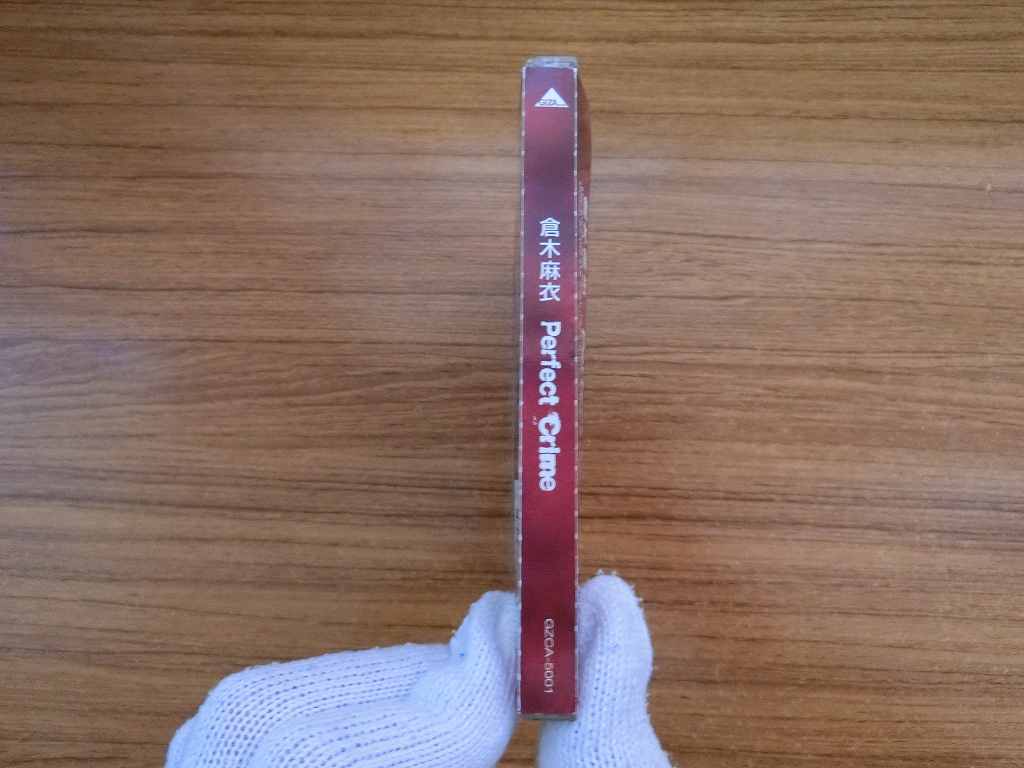 GIZA
倉木麻衣 Perfect Crime
GZCA-5001